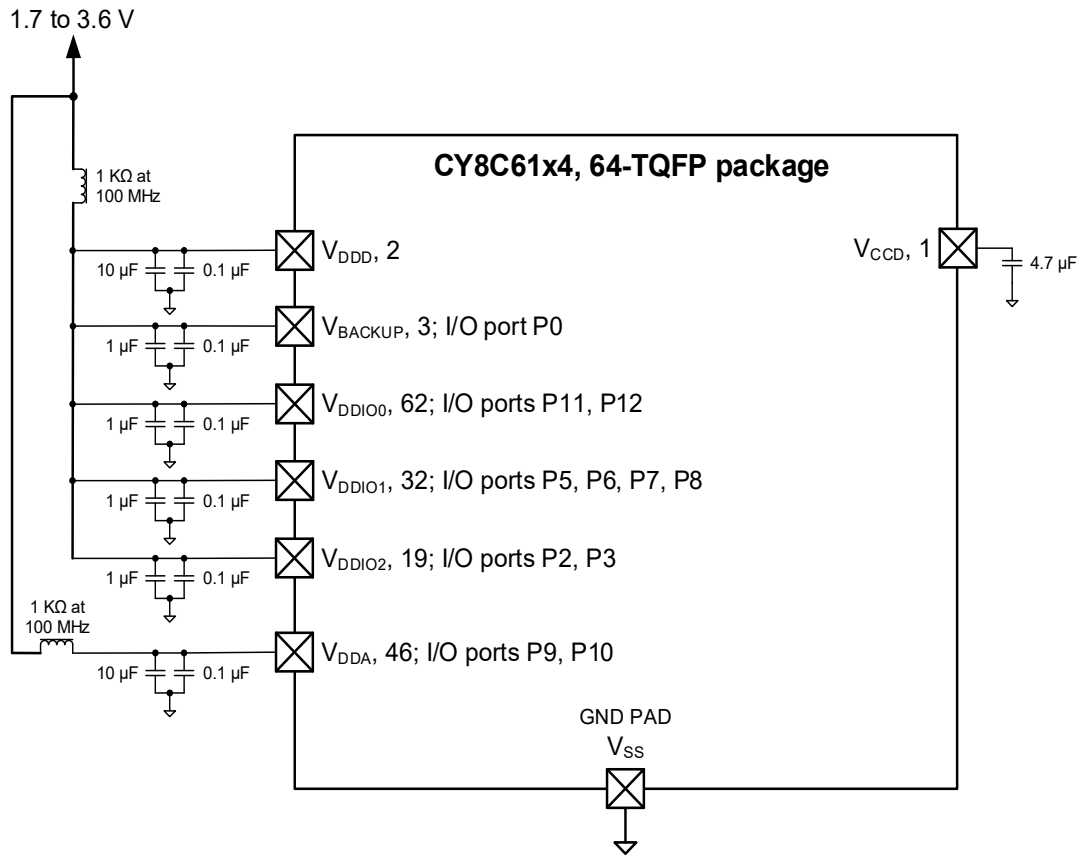 1.7 to 3.6 V
CY8C61x4, 64-TQFP package
1 KΩ at
100 MHz
10 µF
0.1 µF
VDDD, 2
VCCD, 1
4.7 µF
1 µF
0.1 µF
VBACKUP, 3; I/O port P0
1 µF
0.1 µF
VDDIO0, 62; I/O ports P11, P12
1 µF
0.1 µF
VDDIO1, 32; I/O ports P5, P6, P7, P8
1 µF
0.1 µF
VDDIO2, 19; I/O ports P2, P3
1 KΩ at
100 MHz
10 µF
0.1 µF
VDDA, 46; I/O ports P9, P10
GND PAD
VSS